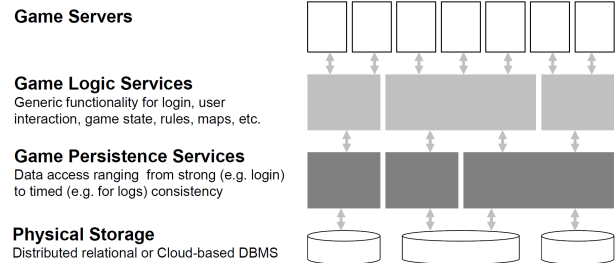 Game Servers
Game Logic Services
Generic functionality for login, user
interaction, game state, rules, maps, etc.
Game Persistence Services
Data access ranging from strong (e.g. login)
to timed (e.g. for logs) consistency
Physical Storage
Distributed relational or Cloud-based DBMS